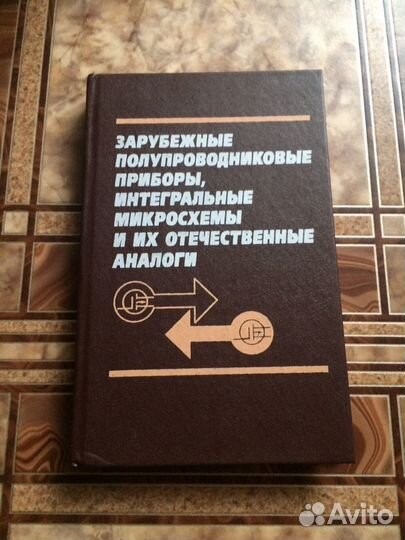 ЗАРУБЕЖНЫЕ
ПОЛУПРОВОДНИКОВЫЕ
ПРИБОРЫ,
ИНТЕГРАЛЬНЫЕ
МИКРОСХЕМЫ
И ИХ ОТЕЧЕСТВЕННЫЕ
АНАЛОГИ
Avito